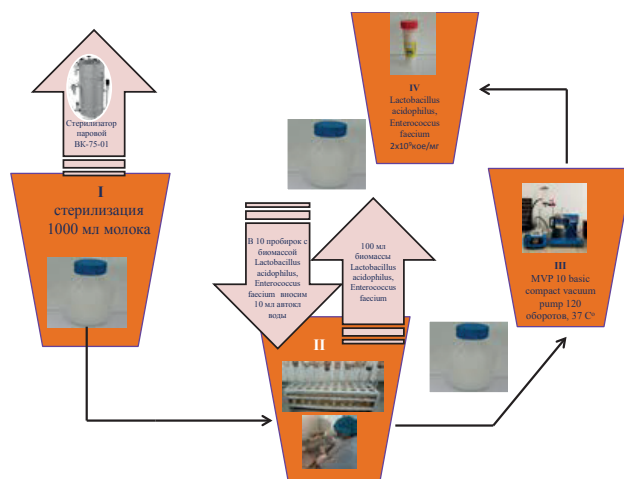 Стерилизатор
паровой
ВК-75-01
I
стерилизация
1000 мл молока
В 10 пробирок с
биомассой
Lactobacillus
acidophilus,
Enterococcus
faecium вносим
10 мл автокл
воды
100 мл
биомассы
Lactobacillus
acidophilus,
Enterococcus
faecium
II
III
MVP 10 basic
compact vacuum
pump 120
оборотов, 37 Сº
IV
Lactobacillus
acidophilus,
Enterococcus
faecium